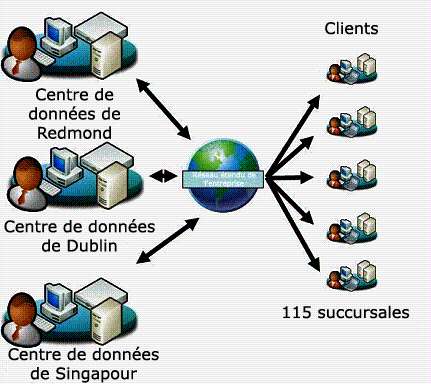 Clients
Centre de
données de
Redmond
Réseau étendu de
l'entreprise
Centre de données
de Dublin
115 succursales
Centre de données
de Singapour